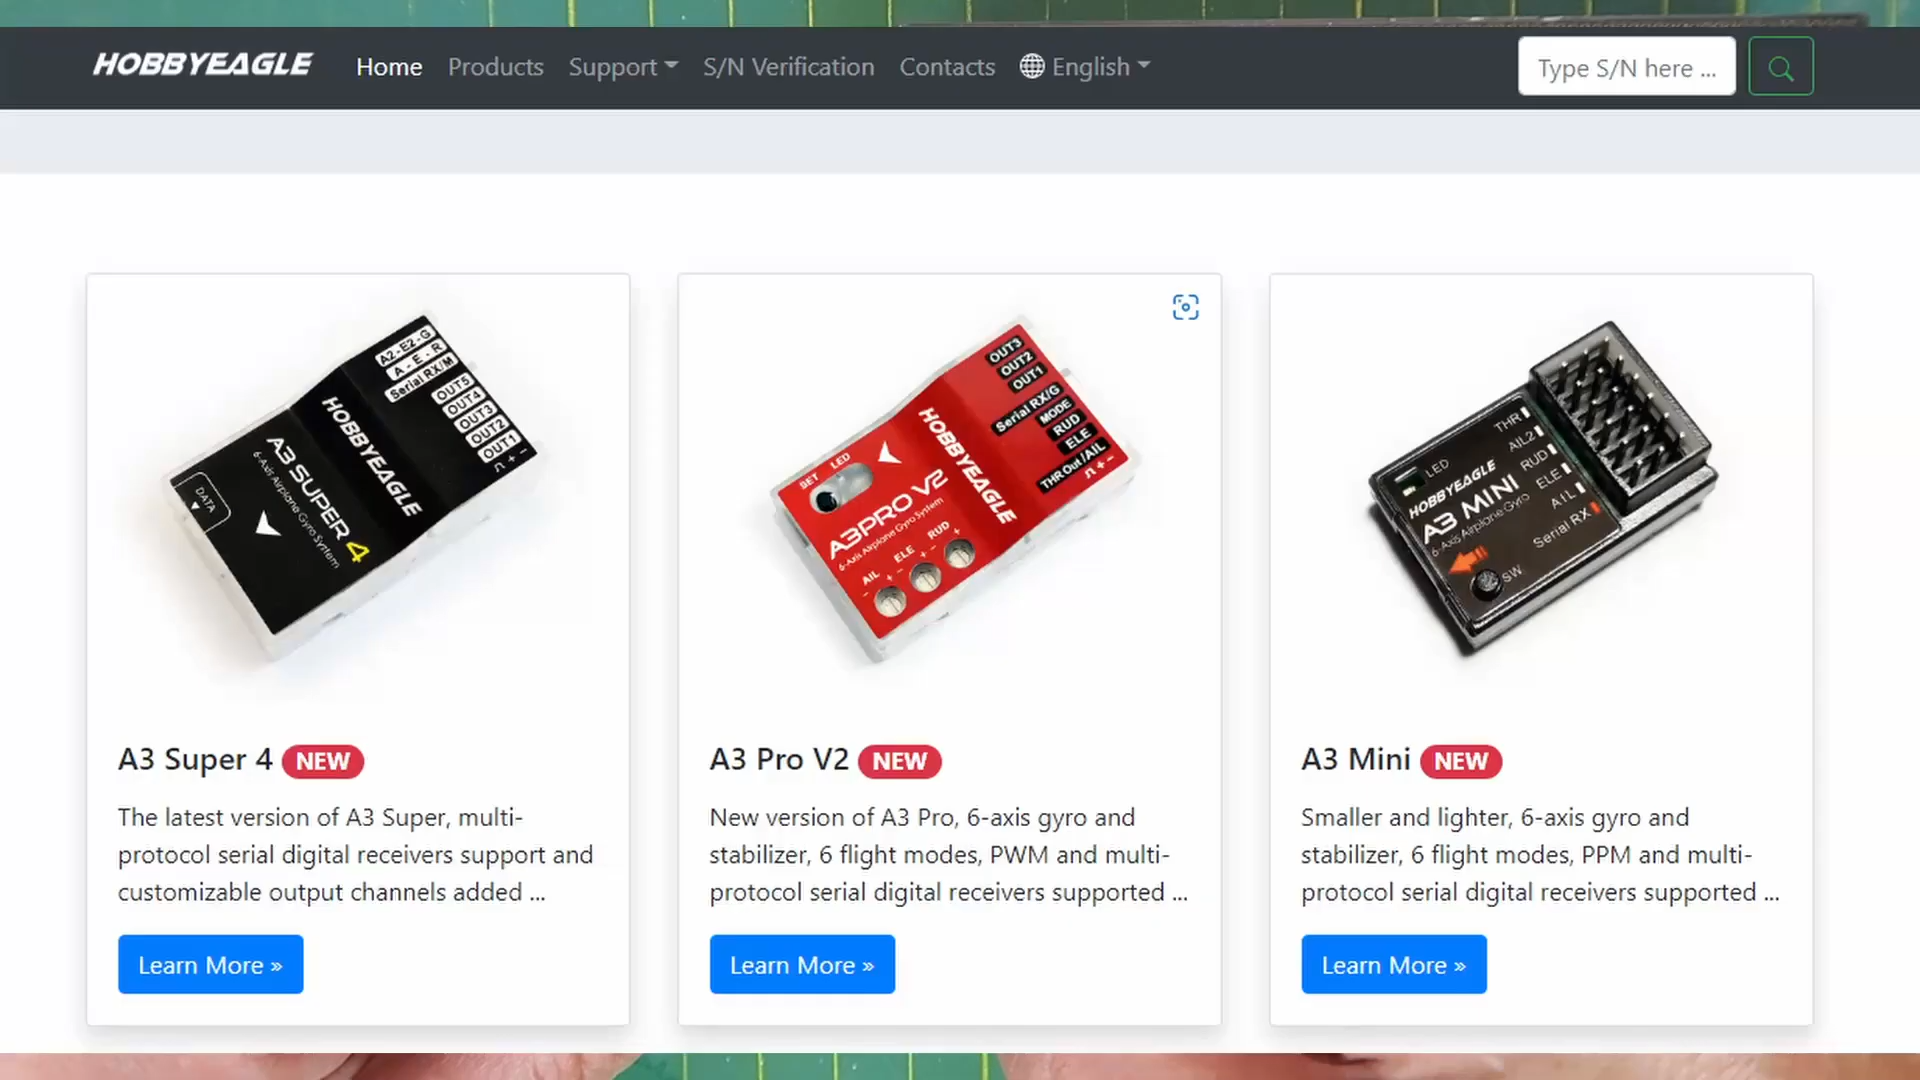 HOBBYEAGLE
Home
Products
Support
S/N Verification
Contacts
English
Type S/N here ...
A2-E2-G
A - E - R
Serial RX/M
OUT5
OUT4
OUT3
OUT2
OUT1
HOBBYEAGLE
A3 SUPER 4
6-Axis Airplane Gyro System
DATA
OUT3
OUT2
OUT1
Serial RX/G
MODE
RUD
ELE
THR Out /AIL
HOBBYEAGLE
SET
LED
A3PRO V2
6-Axis Airplane Gyro System
AIL
ELE
RUD
THR
AIL2
RUD
ELE
AIL
Serial RX
LED
HOBBYEAGLE
A3 MINI
6-Axis Airplane Gyro
SW
A3 Super 4 NEW
The latest version of A3 Super, multi-
protocol serial digital receivers support and
customizable output channels added ...
Learn More »
A3 Pro V2 NEW
New version of A3 Pro, 6-axis gyro and
stabilizer, 6 flight modes, PWM and multi-
protocol serial digital receivers supported ...
Learn More »
A3 Mini NEW
Smaller and lighter, 6-axis gyro and
stabilizer, 6 flight modes, PPM and multi-
protocol serial digital receivers supported ...
Learn More »